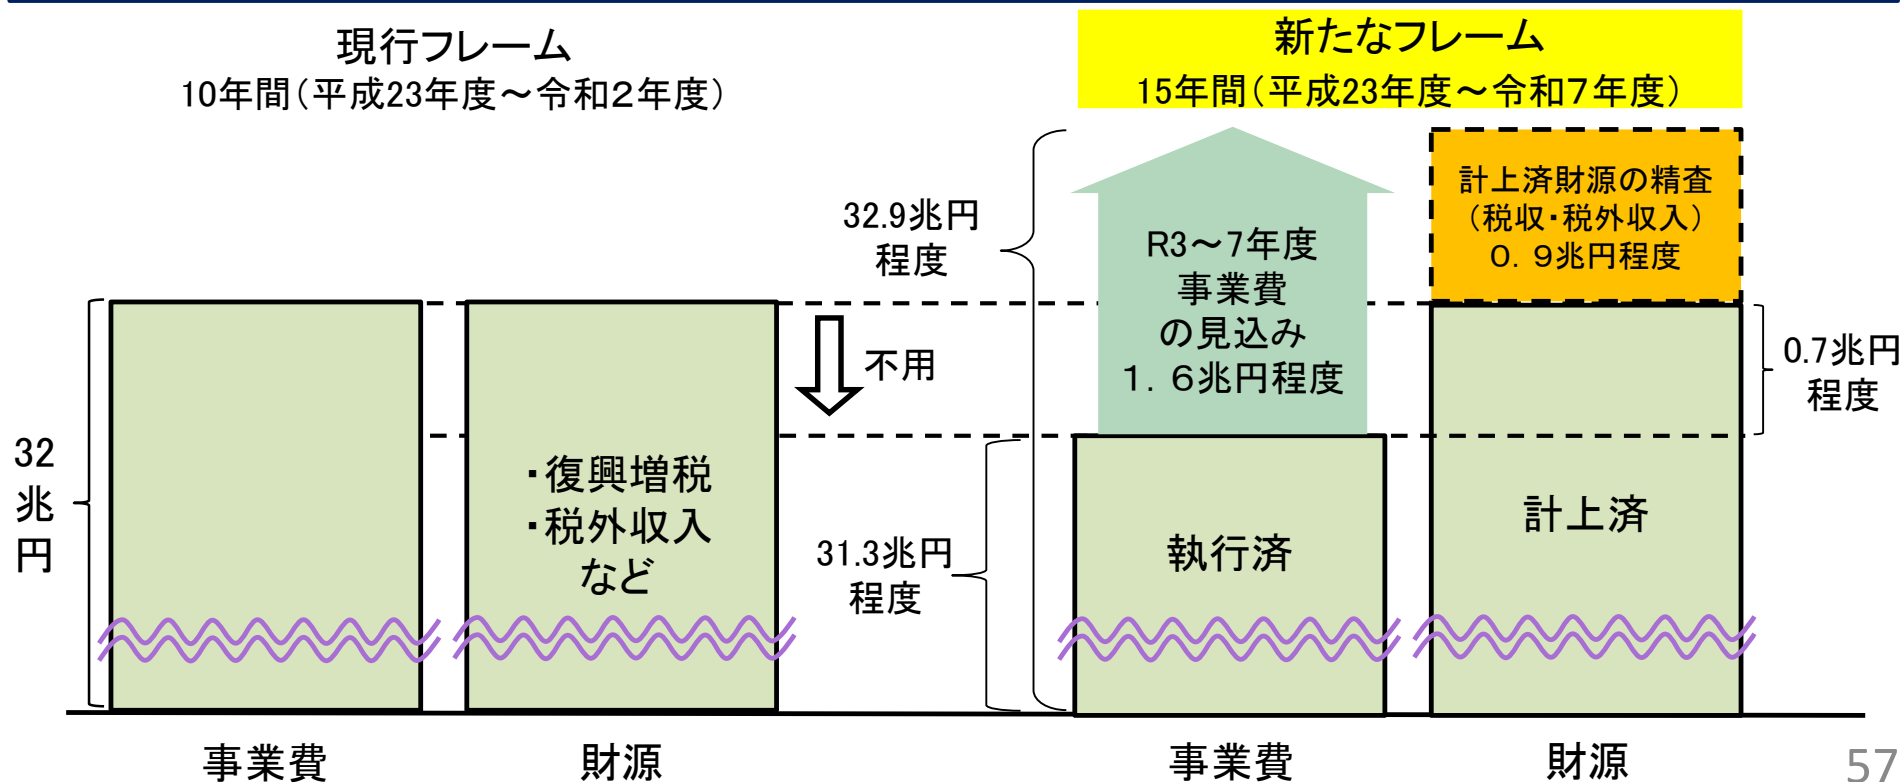 現行フレーム
10年間(平成23年度～令和２年度)
新たなフレーム
15年間(平成23年度～令和７年度)
32
兆
円
・復興増税
・税外収入
など
不用
32.9兆円
程度
31.3兆円
程度
R3～7年度
事業費
の見込み
１．６兆円程度
執行済
計上済財源の精査
(税収・税外収入)
０．９兆円程度
計上済
0.7兆円
程度
事業費
財源
事業費
財源
57